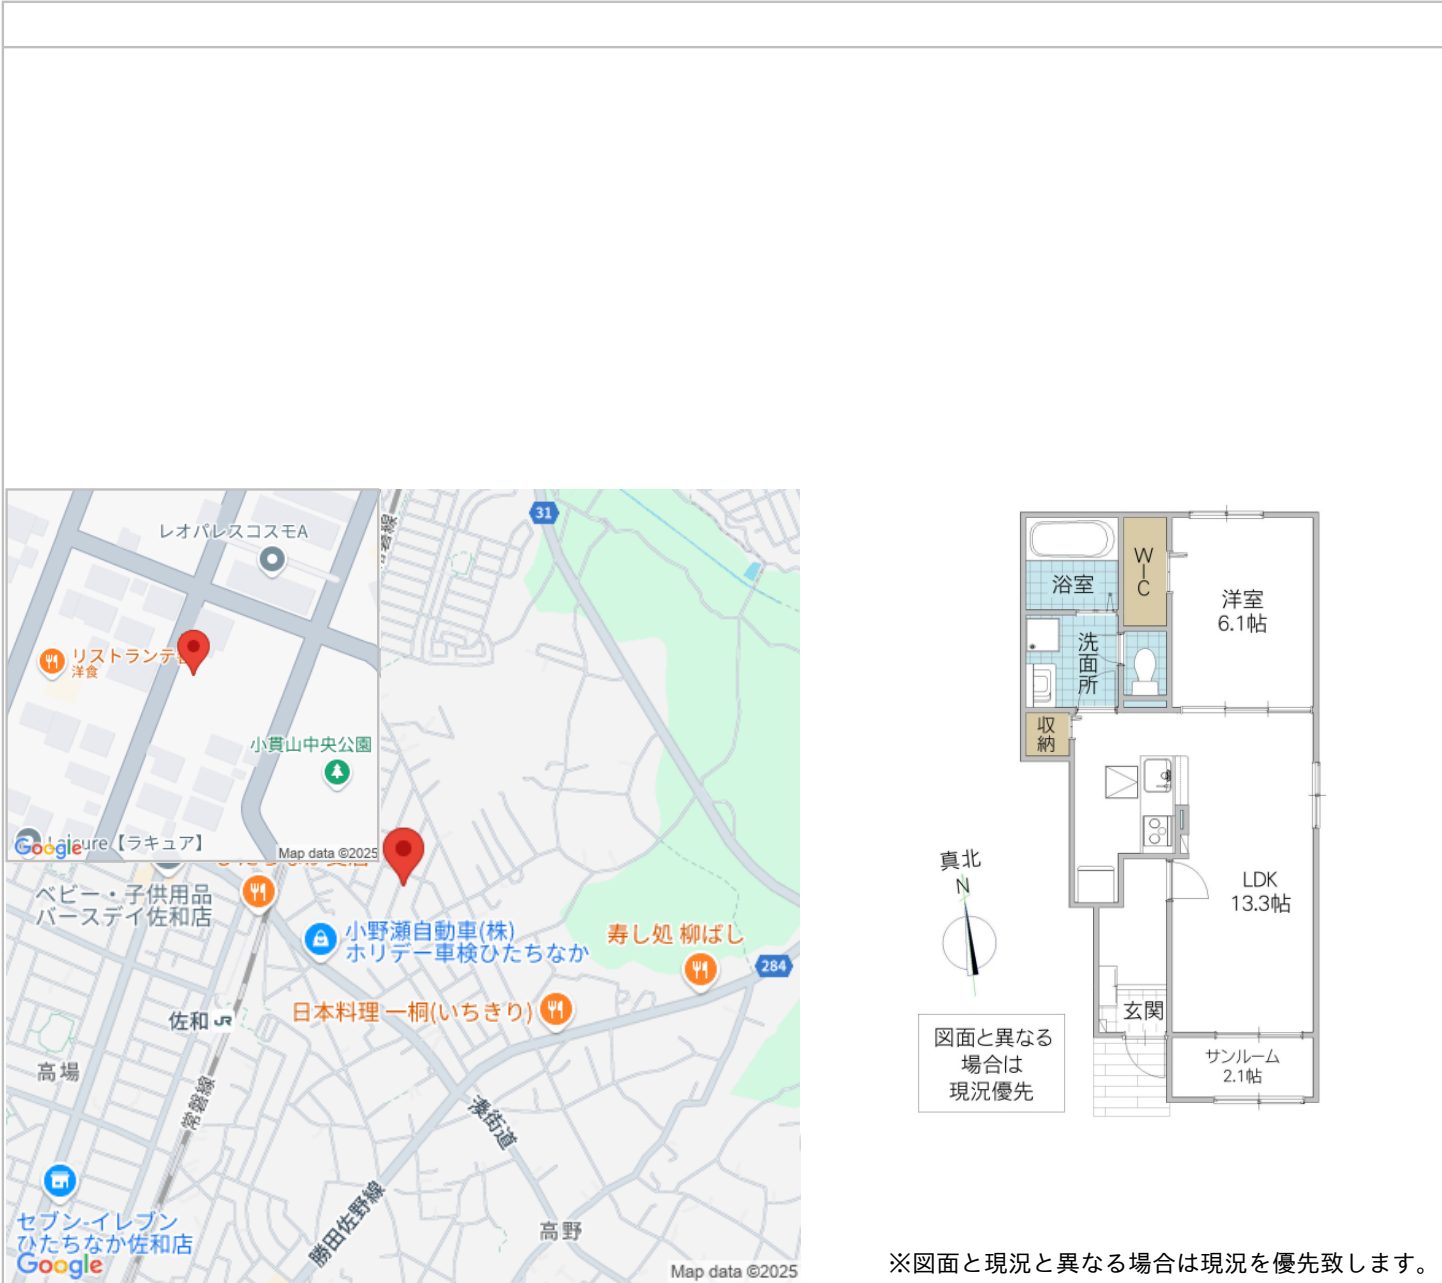 レオパレスコスモA
リストランテ
洋食
小貫山中央公園
Laicure【ラキュア】
Google
Map data ©2025
31
ベビー・子供用品
バースデイ佐和店
小野瀬自動車(株)
ホリデー車検ひたちなか
寿し処 柳ばし
284
日本料理 一桐(いちきり)
佐和 JR
高場
常磐線
湊街道
勝田佐野線
高野
セブン-イレブン
ひたちなか佐和店
Google
Map data ©2025
浴室
WIC
洋室
6.1帖
洗面所
収納
LDK
13.3帖
真北
N
玄関
サンルーム
2.1帖
図面と異なる
場合は
現況優先
※図面と現況と異なる場合は現況を優先致します。